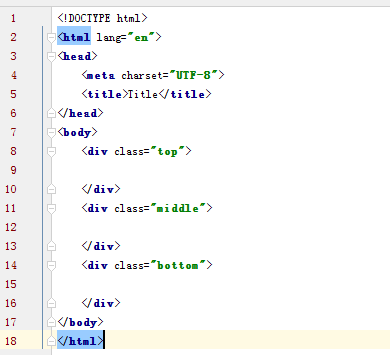 1 <!DOCTYPE html>
2 <html lang="en">
3 <head>
4     <meta charset="UTF-8">
5     <title>Title</title>
6 </head>
7 <body>
8     <div class="top">
9
10     </div>
11     <div class="middle">
12
13     </div>
14     <div class="bottom">
15
16     </div>
17 </body>
18 </html>